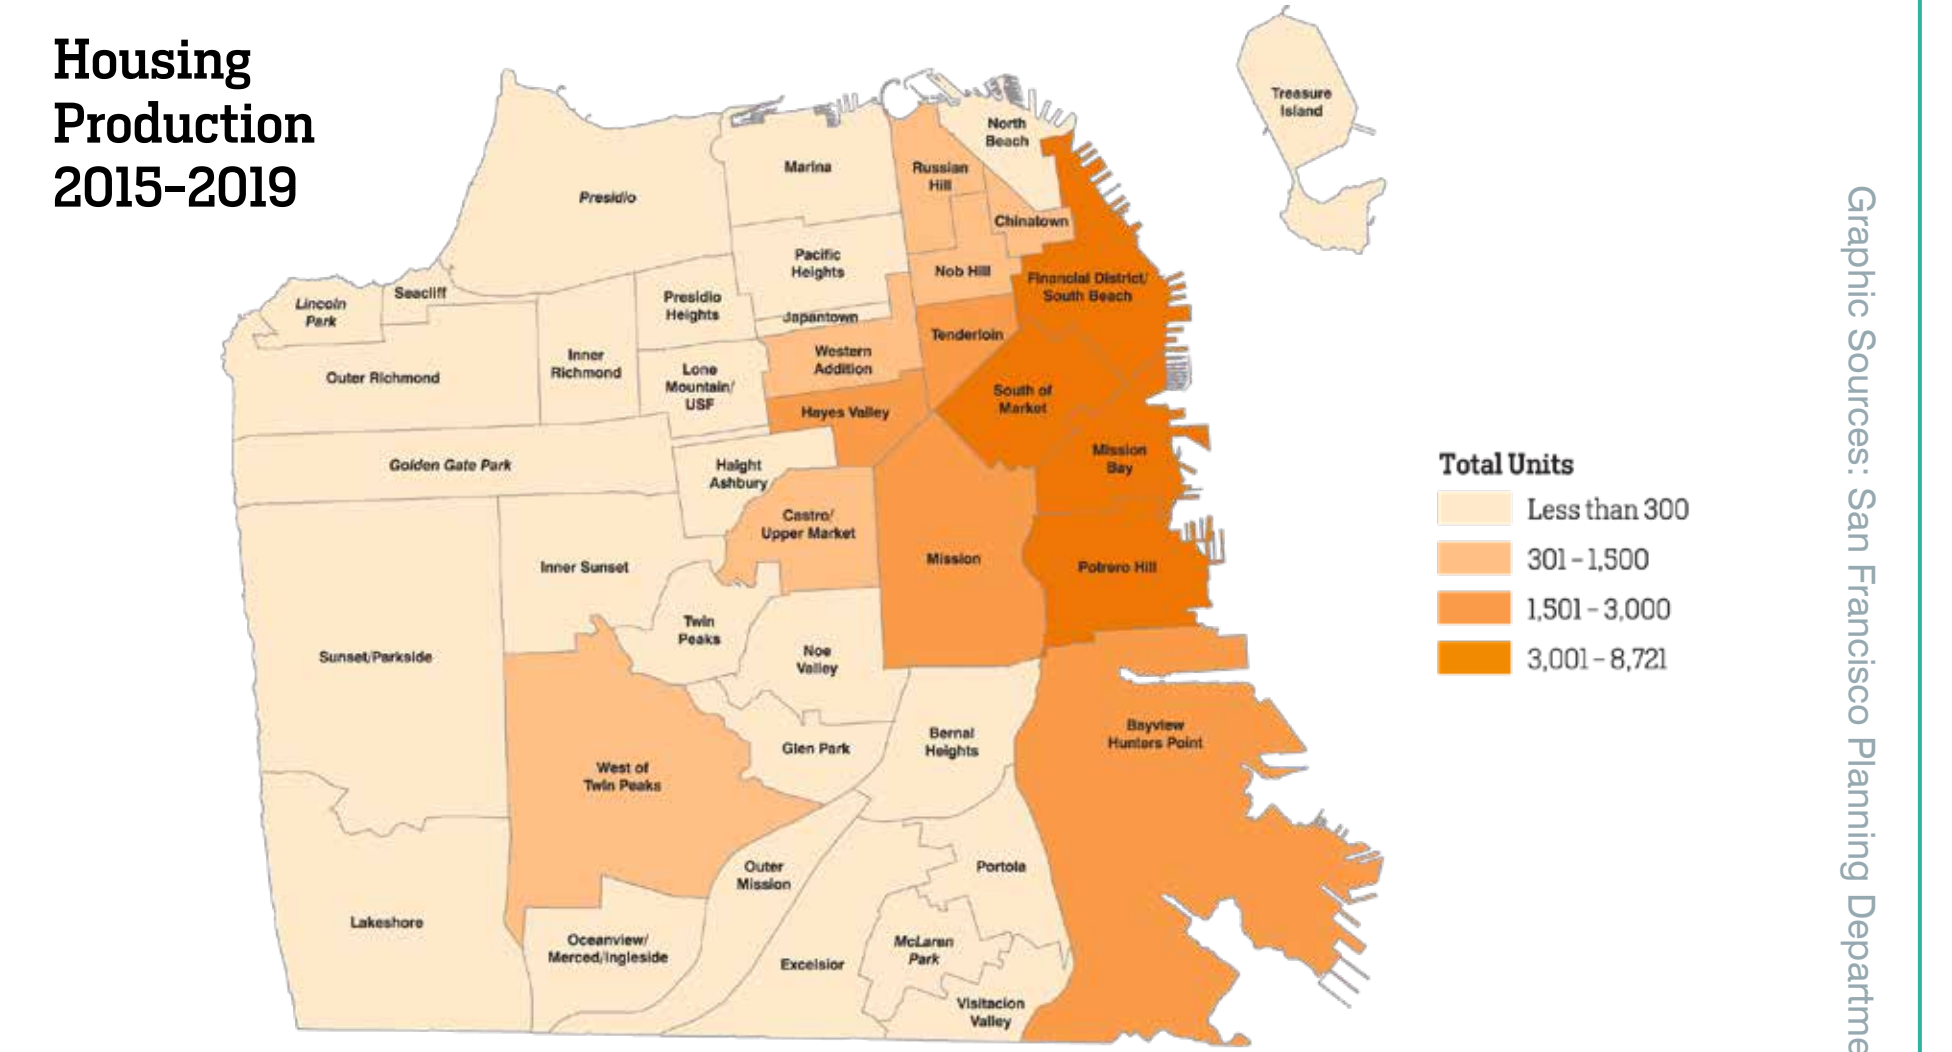 Housing
Production
2015–2019
Treasure
Island
North
Beach
Marina
Russian
Hill
Presidio
Chinatown
Pacific
Heights
Nob Hill
Financial District/
South Beach
Seacliff
Lincoln
Park
Presidio
Heights
Japantown
Tenderloin
Western
Addition
Inner
Richmond
Outer Richmond
Lone
Mountain/
USF
South of
Market
Hayes Valley
Mission
Bay
Golden Gate Park
Haight
Ashbury
Castro/
Upper Market
Mission
Potrero Hill
Inner Sunset
Twin
Peaks
Sunset/Parkside
Noe
Valley
Bayview
Hunters Point
Glen Park
Bernal
Heights
West of
Twin Peaks
Outer
Mission
Portola
Lakeshore
Oceanview/
Merced/Ingleside
McLaren
Park
Excelsior
Visitacion
Valley
Total Units
Less than 300
301 – 1,500
1,501 – 3,000
3,001 – 8,721
Graphic Sources: San Francisco Planning Departme